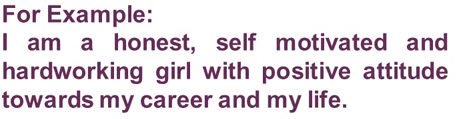 For Example:
I am a honest, self motivated and
hardworking girl with positive attitude
towards my career and my life.